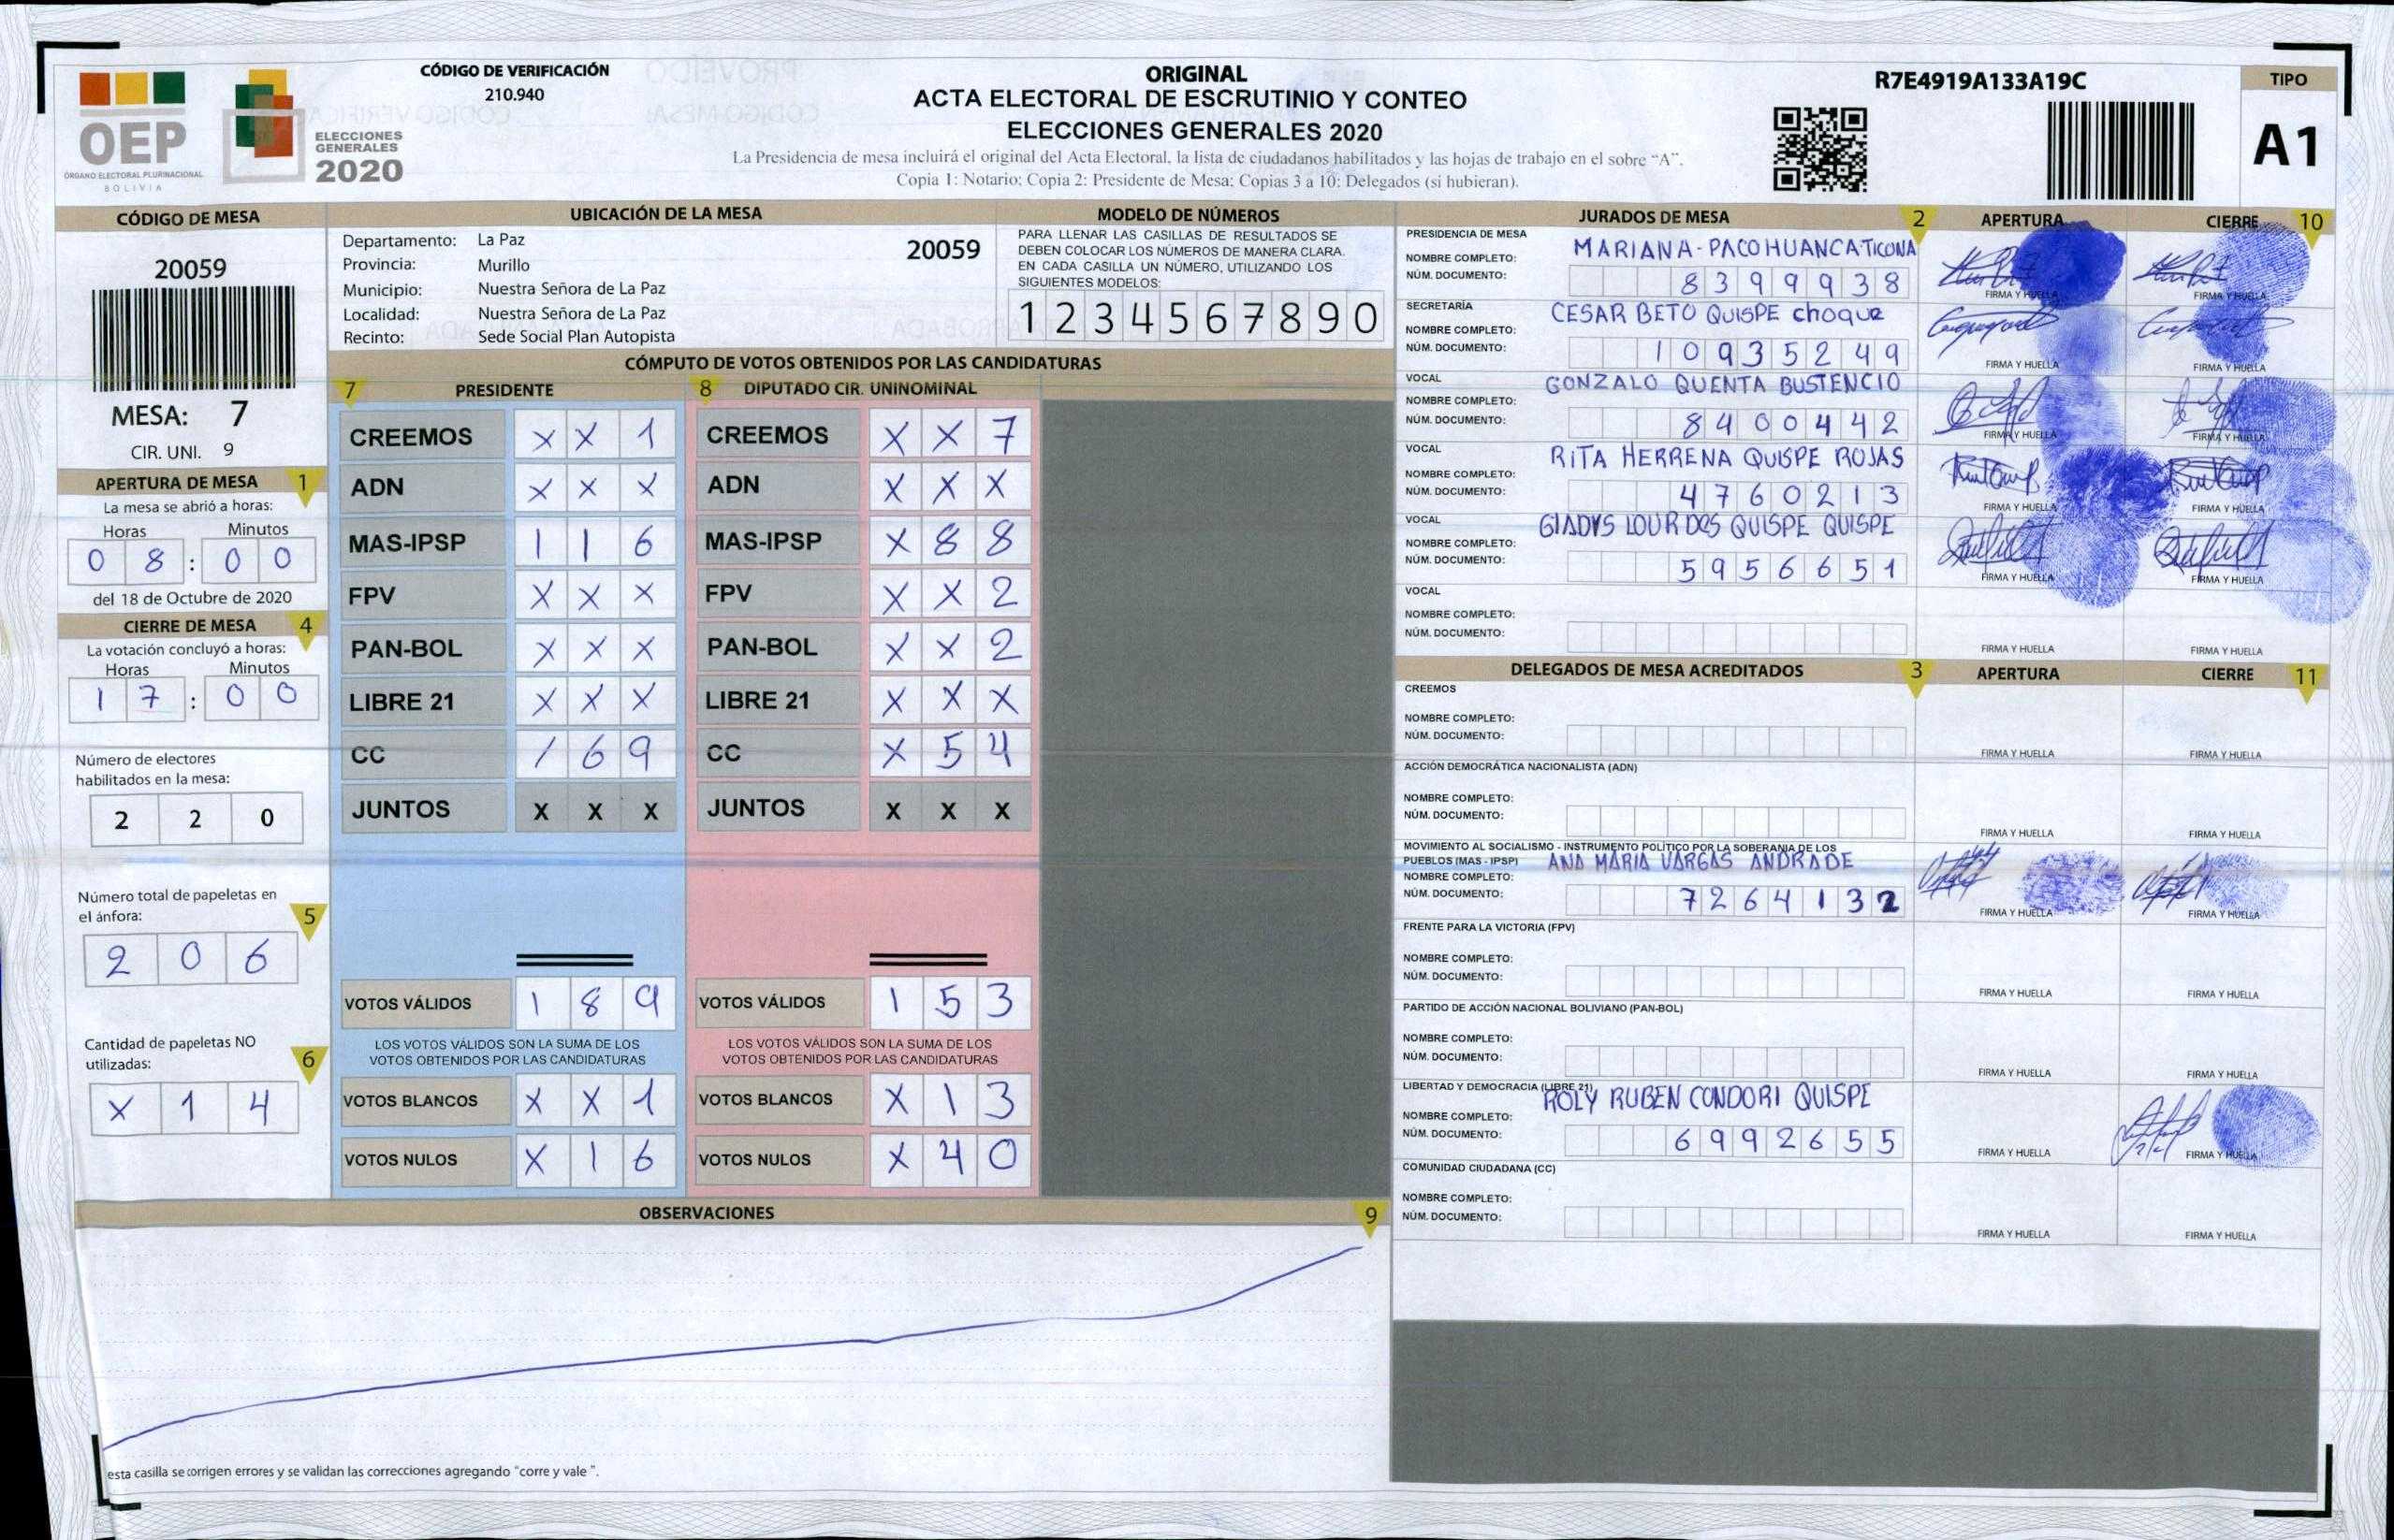 CÓDIGO DE VERIFICACIÓN
210.940
OEP
ÓRGANO ELECTORAL PLURINACIONAL
BOLIVIA
ELECCIONES
GENERALES
2020
ORIGINAL
ACTA ELECTORAL DE ESCRUTINIO Y CONTEO
ELECCIONES GENERALES 2020
La Presidencia de mesa incluirá el original del Acta Electoral, la lista de ciudadanos habilitados y las hojas de trabajo en el sobre “A”.
Copia 1: Notario; Copia 2: Presidente de Mesa; Copias 3 a 10: Delegados (si hubieran).
R7E4919A133A19C
TIPO
A1
CÓDIGO DE MESA
20059
MESA: 7
CIR. UNI. 9
APERTURA DE MESA 1
La mesa se abrió a horas:
Horas Minutos
0 8 : 0 0
del 18 de Octubre de 2020
CIERRE DE MESA 4
La votación concluyó a horas:
Horas Minutos
1 7 : 0 0
Número de electores
habilitados en la mesa:
2 2 0
Número total de papeletas en
el ánfora: 5
2 0 6
Cantidad de papeletas NO
utilizadas: 6
X 1 4
UBICACIÓN DE LA MESA
Departamento: La Paz 20059
Provincia: Murillo
Municipio: Nuestra Señora de La Paz
Localidad: Nuestra Señora de La Paz
Recinto: Sede Social Plan Autopista
MODELO DE NÚMEROS
PARA LLENAR LAS CASILLAS DE RESULTADOS SE
DEBEN COLOCAR LOS NÚMEROS DE MANERA CLARA.
EN CADA CASILLA UN NÚMERO, UTILIZANDO LOS
SIGUIENTES MODELOS:
1 2 3 4 5 6 7 8 9 0
CÓMPUTO DE VOTOS OBTENIDOS POR LAS CANDIDATURAS
7 PRESIDENTE
CREEMOS X X 1
ADN X X X
MAS-IPSP 1 1 6
FPV X X X
PAN-BOL X X X
LIBRE 21 X X X
CC / 6 9
JUNTOS X X X
VOTOS VÁLIDOS 1 8 9
LOS VOTOS VÁLIDOS SON LA SUMA DE LOS
VOTOS OBTENIDOS POR LAS CANDIDATURAS
VOTOS BLANCOS X X 1
VOTOS NULOS X 1 6
8 DIPUTADO CIR. UNINOMINAL
CREEMOS X X 7
ADN X X X
MAS-IPSP X 8 8
FPV X X 2
PAN-BOL X X 2
LIBRE 21 X X X
CC X 5 4
JUNTOS X X X
VOTOS VÁLIDOS 1 5 3
LOS VOTOS VÁLIDOS SON LA SUMA DE LOS
VOTOS OBTENIDOS POR LAS CANDIDATURAS
VOTOS BLANCOS X 1 3
VOTOS NULOS X 4 0
OBSERVACIONES 9
esta casilla se corrigen errores y se validan las correcciones agregando “corre y vale ”.
JURADOS DE MESA 2 APERTURA CIERRE 10
PRESIDENCIA DE MESA
NOMBRE COMPLETO: MARIANA - PACOHUANCA TICONA
NÚM. DOCUMENTO: 8399938
FIRMA Y HUELLA FIRMA Y HUELLA
SECRETARÍA
NOMBRE COMPLETO: CESAR BETO QUISPE choque
NÚM. DOCUMENTO: 10935249
FIRMA Y HUELLA FIRMA Y HUELLA
VOCAL
NOMBRE COMPLETO: GONZALO QUENTA BUSTENCIO
NÚM. DOCUMENTO: 8400442
FIRMA Y HUELLA FIRMA Y HUELLA
VOCAL
NOMBRE COMPLETO: RITA HERRENA QUISPE ROJAS
NÚM. DOCUMENTO: 4760213
FIRMA Y HUELLA FIRMA Y HUELLA
VOCAL
NOMBRE COMPLETO: GLADYS LOURDES QUISPE QUISPE
NÚM. DOCUMENTO: 5956651
FIRMA Y HUELLA FIRMA Y HUELLA
VOCAL
NOMBRE COMPLETO:
NÚM. DOCUMENTO:
FIRMA Y HUELLA FIRMA Y HUELLA
DELEGADOS DE MESA ACREDITADOS 3 APERTURA CIERRE 11
CREEMOS
NOMBRE COMPLETO:
NÚM. DOCUMENTO:
FIRMA Y HUELLA FIRMA Y HUELLA
ACCIÓN DEMOCRÁTICA NACIONALISTA (ADN)
NOMBRE COMPLETO:
NÚM. DOCUMENTO:
FIRMA Y HUELLA FIRMA Y HUELLA
MOVIMIENTO AL SOCIALISMO - INSTRUMENTO POLÍTICO POR LA SOBERANIA DE LOS
PUEBLOS (MAS - IPSP)
NOMBRE COMPLETO: ANA MARIA VARGAS ANDRADE
NÚM. DOCUMENTO: 7264132
FIRMA Y HUELLA FIRMA Y HUELLA
FRENTE PARA LA VICTORIA (FPV)
NOMBRE COMPLETO:
NÚM. DOCUMENTO:
FIRMA Y HUELLA FIRMA Y HUELLA
PARTIDO DE ACCIÓN NACIONAL BOLIVIANO (PAN-BOL)
NOMBRE COMPLETO:
NÚM. DOCUMENTO:
FIRMA Y HUELLA FIRMA Y HUELLA
LIBERTAD Y DEMOCRACIA (LIBRE 21)
NOMBRE COMPLETO: ROLY RUBEN CONDORI QUISPE
NÚM. DOCUMENTO: 6992655
FIRMA Y HUELLA FIRMA Y HUELLA
COMUNIDAD CIUDADANA (CC)
NOMBRE COMPLETO:
NÚM. DOCUMENTO:
FIRMA Y HUELLA FIRMA Y HUELLA